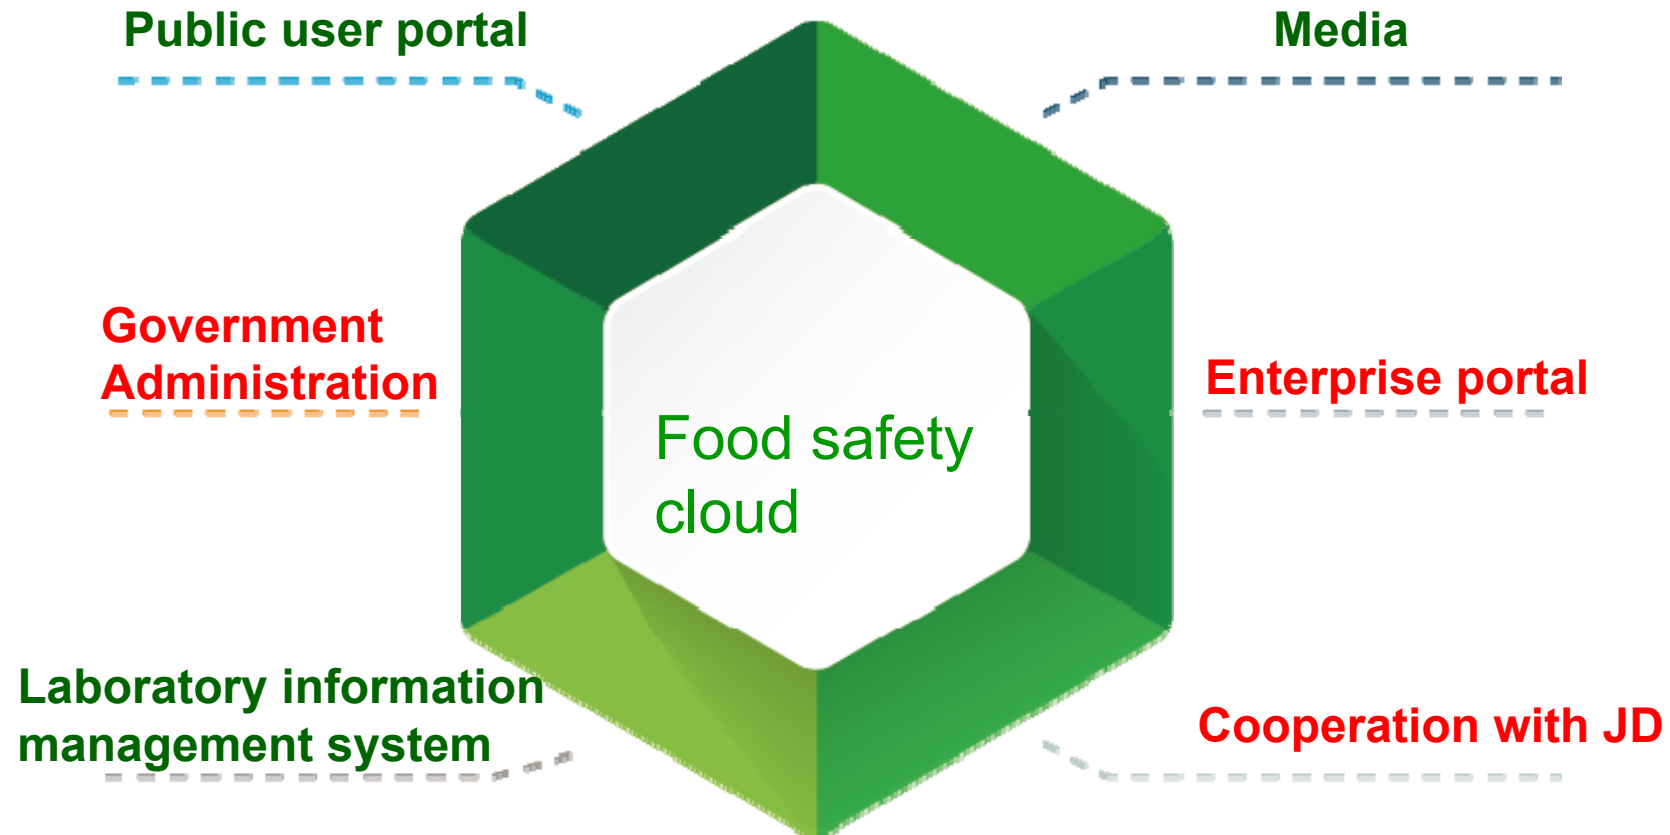 Public user portal
Media
Government
Administration
Enterprise portal
Food safety
cloud
Laboratory information
management system
Cooperation with JD